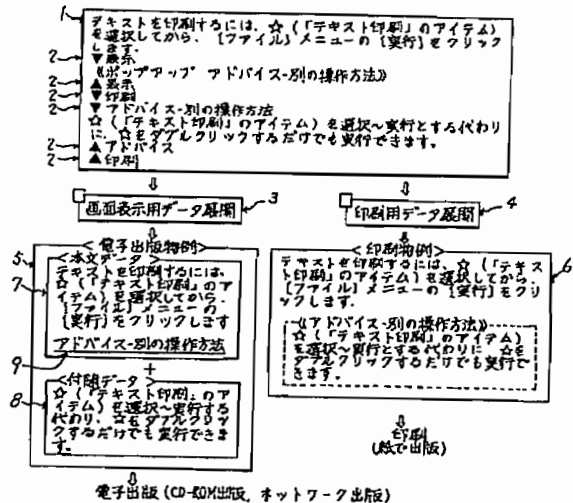 1
テキストを印刷するには、☆（「テキスト印刷」のアイテム）
を選択してから、［ファイル］メニューの［実行］をクリック
します。
2 ▼表示
《ポップアップ アドバイス-別の操作方法》
2 ▲表示
2 ▼印刷
2 ▼アドバイス-別の操作方法
☆（「テキスト印刷」のアイテム）を選択～実行とする代わり
に、☆をダブルクリックするだけでも実行できます。
2 ▲アドバイス
2 ▲印刷
画面表示用データ展開 3
印刷用データ展開 4
5
＜電子出版物例＞
7
＜本文データ＞
テキストを印刷するには、
☆（「テキスト印刷」のア
イテム）を選択してから、
［ファイル］メニューの
［実行］をクリックします
アドバイス-別の操作方法
9
+
8
＜付随データ＞
☆（「テキスト印刷」のア
イテム）を選択～実行する
代わり、☆をダブルクリッ
クするだけでも実行できま
す。
電子出版(CD-ROM出版, ネットワーク出版)
＜印刷物例＞
6
テキストを印刷するには、☆（「テキス
ト印刷」のアイテム）を選択してから、
［ファイル］メニューの［実行］をクリ
ックします.
《アドバイス-別の操作方法》
☆（「テキスト印刷」のアイテム）
を選択～実行とする代わりに、☆を
ダブルクリックするだけでも実行で
きます。
印刷
(紙で出版)